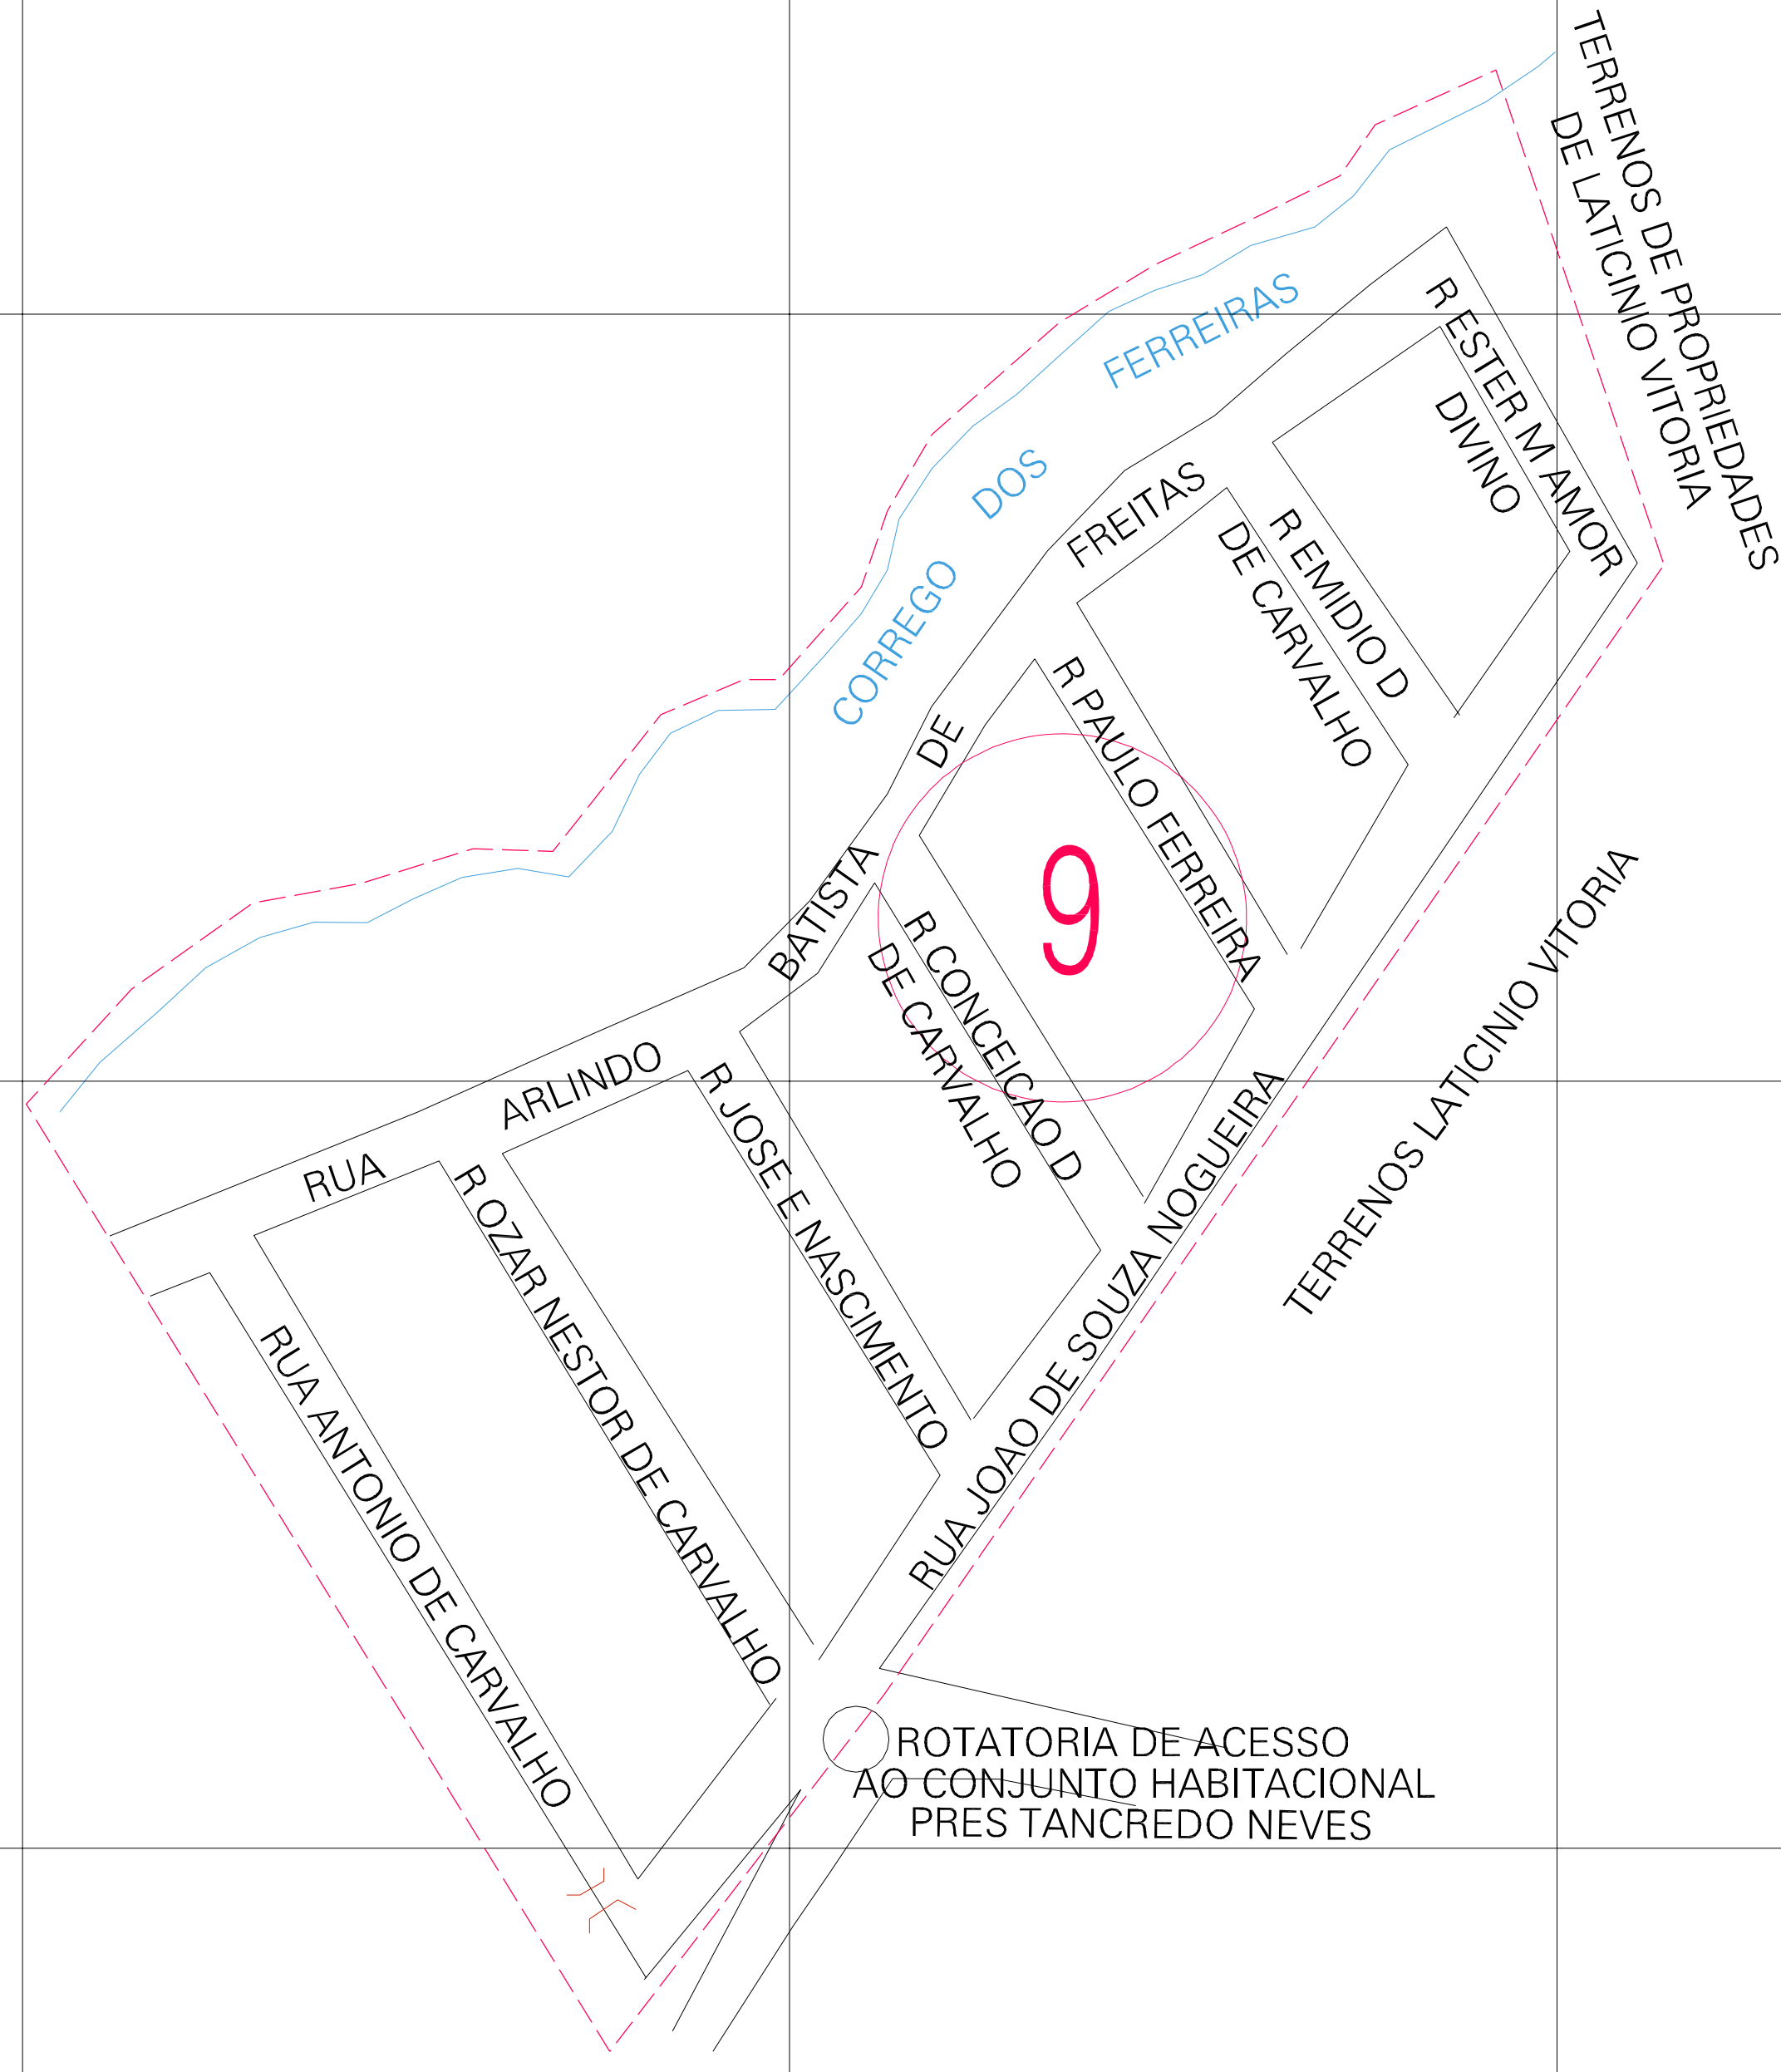 TERRENOS DE PROPRIEDADES
DE LATICINIO VITORIA
CORREGO DOS FERREIRAS
R ESTER M AMOR
DIVINO
R EMIDIO D
DE CARVALHO
R PAULO FERREIRA
9
R CONCEICAO D
DE CARVALHO
RUA ARLINDO BATISTA DE FREITAS
R JOSE E NASCIMENTO
R OZAR NESTOR DE CARVALHO
RUA ANTONIO DE CARVALHO
RUA JOAO DE SOUZA NOGUEIRA
TERRENOS LATICINIO VITORIA
ROTATORIA DE ACESSO
AO CONJUNTO HABITACIONAL
PRES TANCREDO NEVES